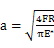 a = √(4FR / πE*)